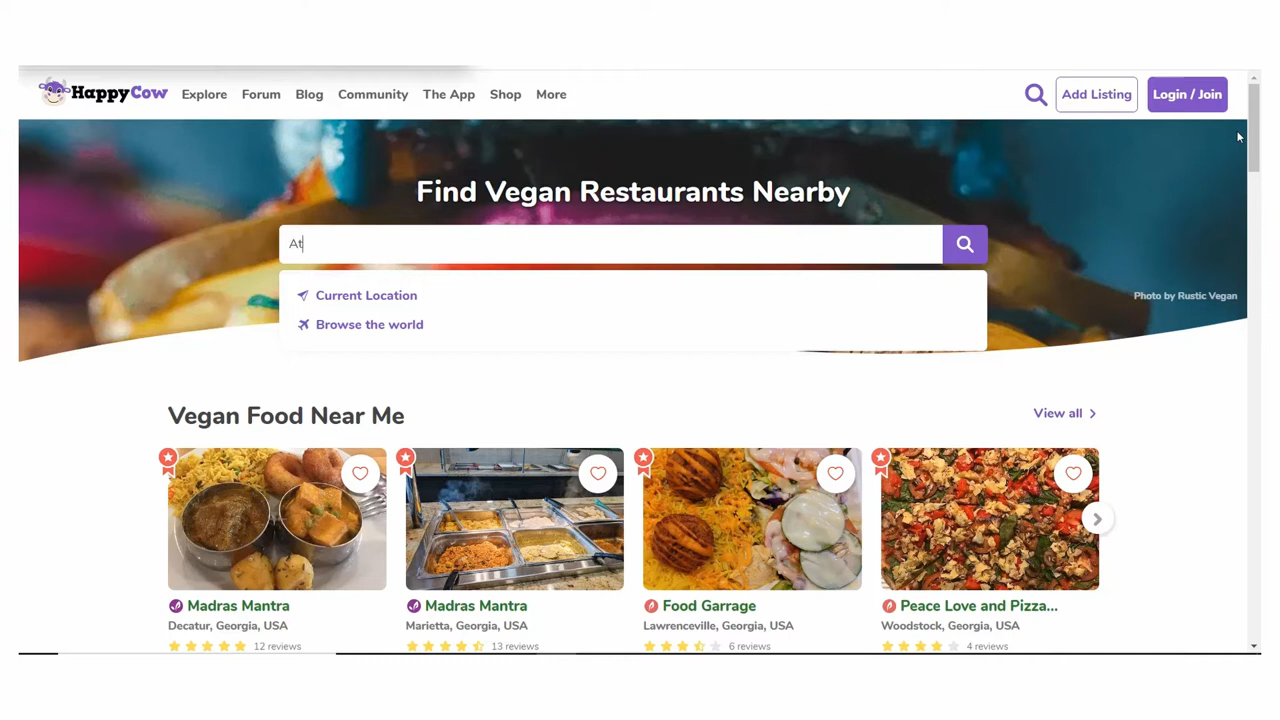 HappyCow Explore Forum Blog Community The App Shop More Add Listing Login / Join
Find Vegan Restaurants Nearby
At
Current Location
Browse the world
Photo by Rustic Vegan
Vegan Food Near Me
View all
Madras Mantra
Decatur, Georgia, USA
12 reviews
Madras Mantra
Marietta, Georgia, USA
13 reviews
Food Garrage
Lawrenceville, Georgia, USA
6 reviews
Peace Love and Pizza...
Woodstock, Georgia, USA
4 reviews